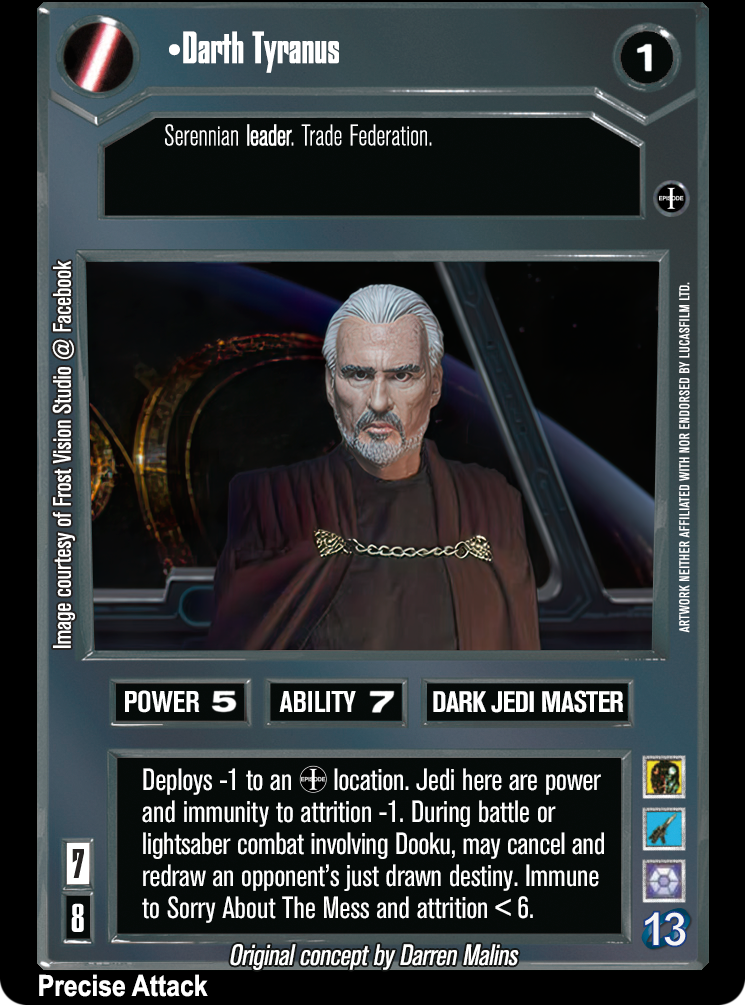 •Darth Tyranus
1
Serennian leader. Trade Federation.
EPISODE I
Image courtesy of Frost Vision Studio @ Facebook
ARTWORK NEITHER AFFILIATED WITH NOR ENDORSED BY LUCASFILM LTD.
POWER 5
ABILITY 7
DARK JEDI MASTER
Deploys -1 to an EPISODE I location. Jedi here are power
and immunity to attrition -1. During battle or
lightsaber combat involving Dooku, may cancel and
redraw an opponent's just drawn destiny. Immune
to Sorry About The Mess and attrition < 6.
7
8
13
Original concept by Darren Malins
Precise Attack